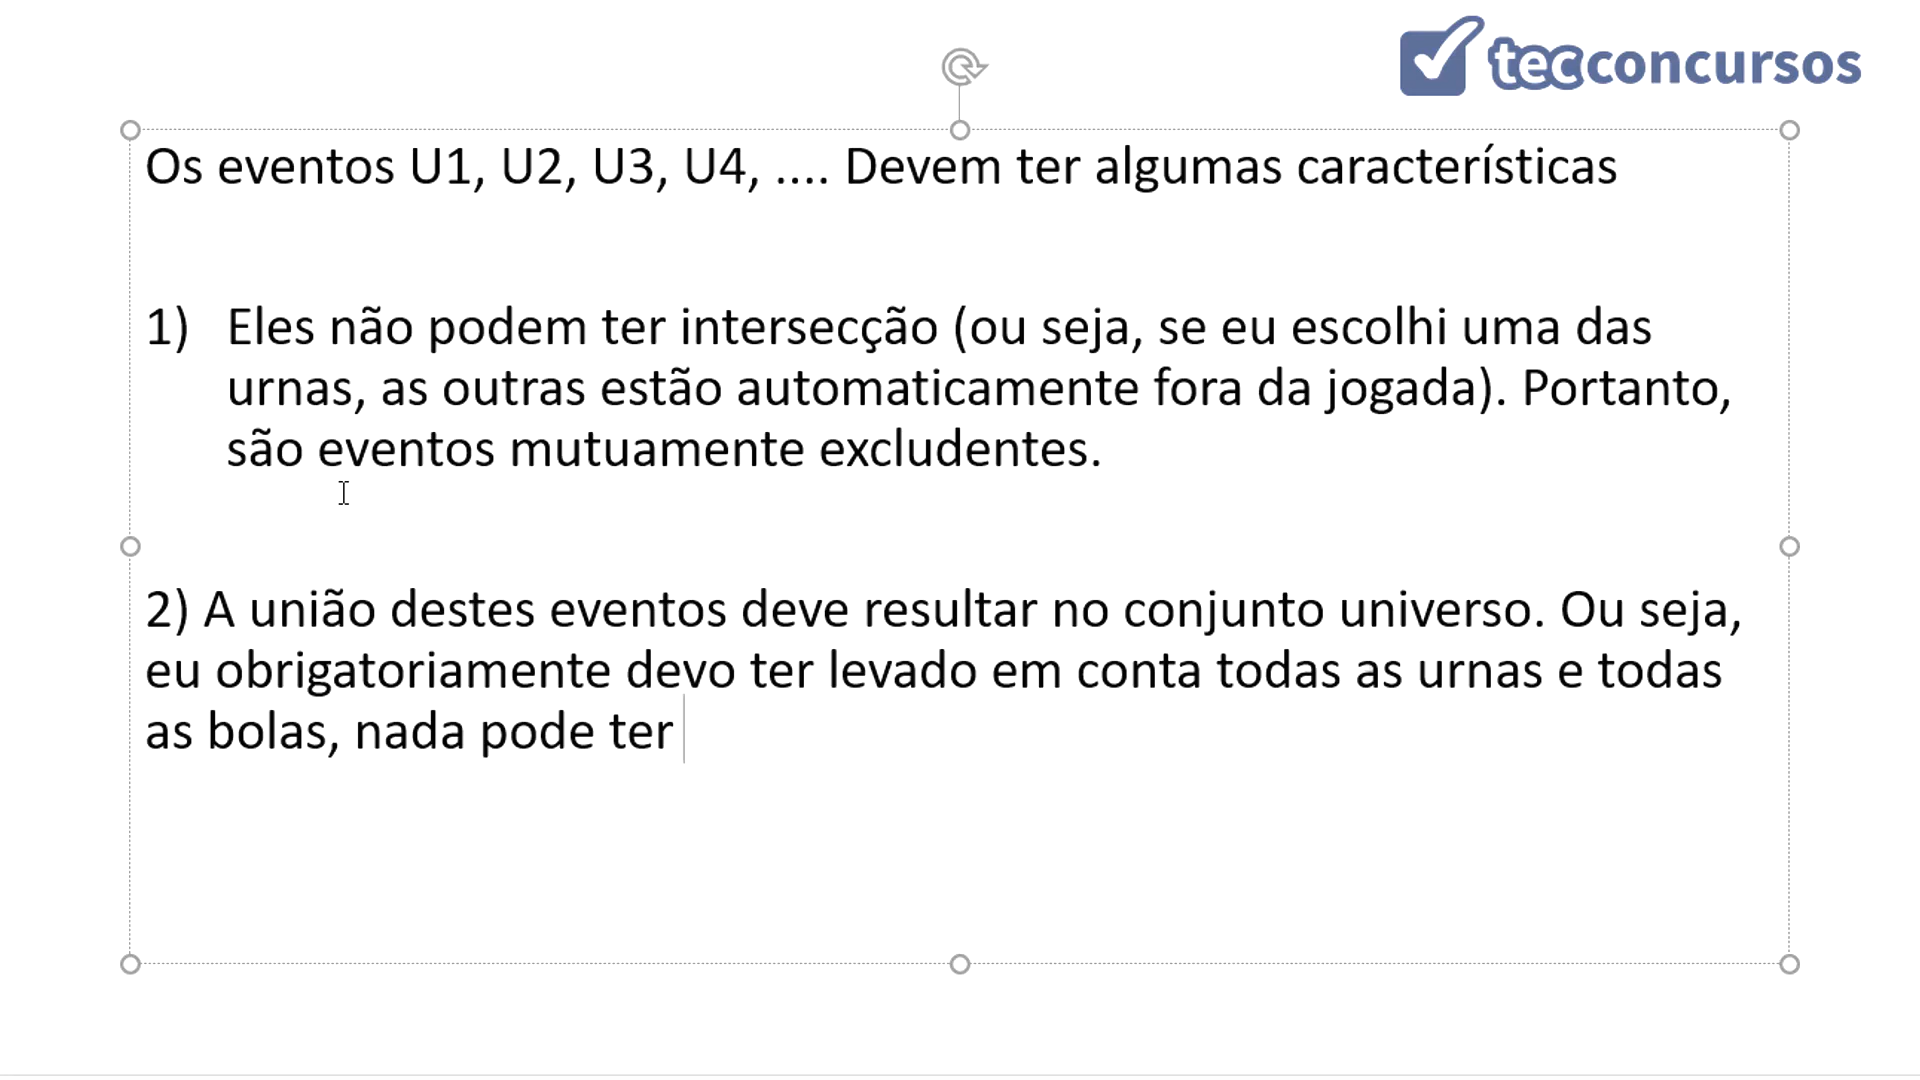 tecconcursos
Os eventos U1, U2, U3, U4, .... Devem ter algumas características
1) Eles não podem ter intersecção (ou seja, se eu escolhi uma das
urnas, as outras estão automaticamente fora da jogada). Portanto,
são eventos mutuamente excludentes.
2) A união destes eventos deve resultar no conjunto universo. Ou seja,
eu obrigatoriamente devo ter levado em conta todas as urnas e todas
as bolas, nada pode ter